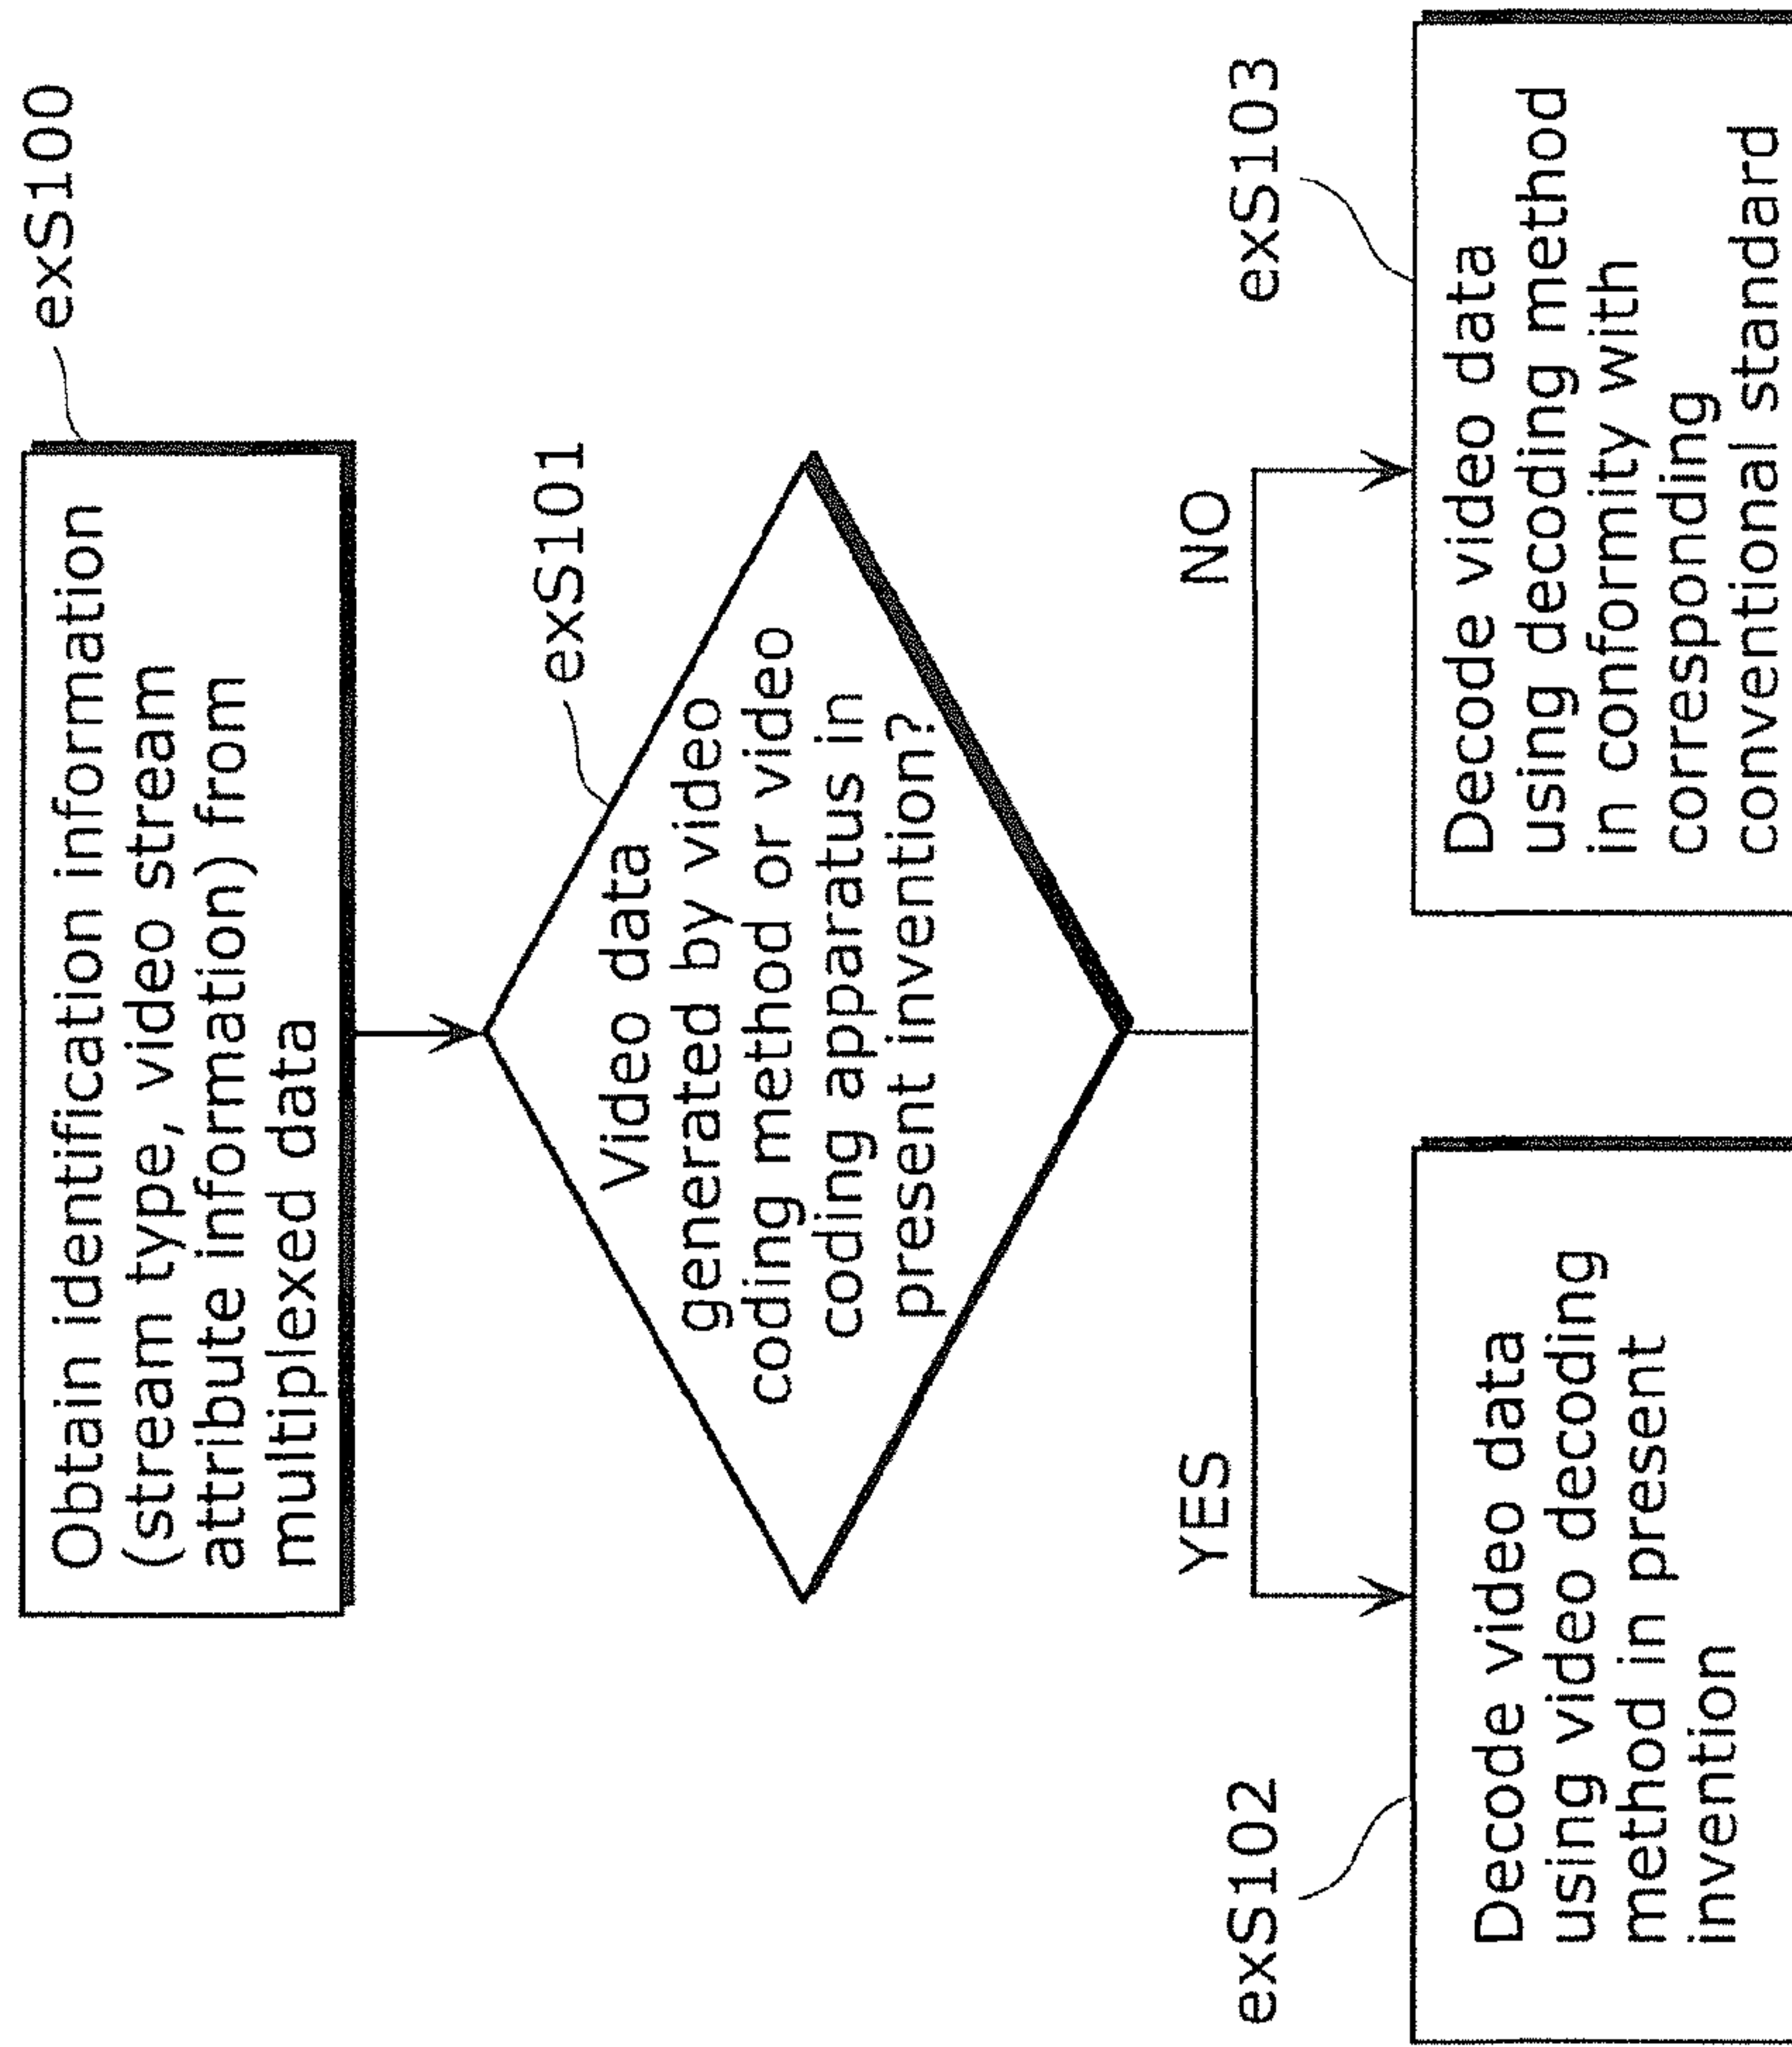 exS100
Obtain identification information
(stream type, video stream
attribute information) from
multiplexed data
exS101
Video data
generated by video
coding method or video
coding apparatus in
present invention?
YES
NO
exS102
Decode video data
using video decoding
method in present
invention
exS103
Decode video data
using decoding method
in conformity with
corresponding
conventional standard